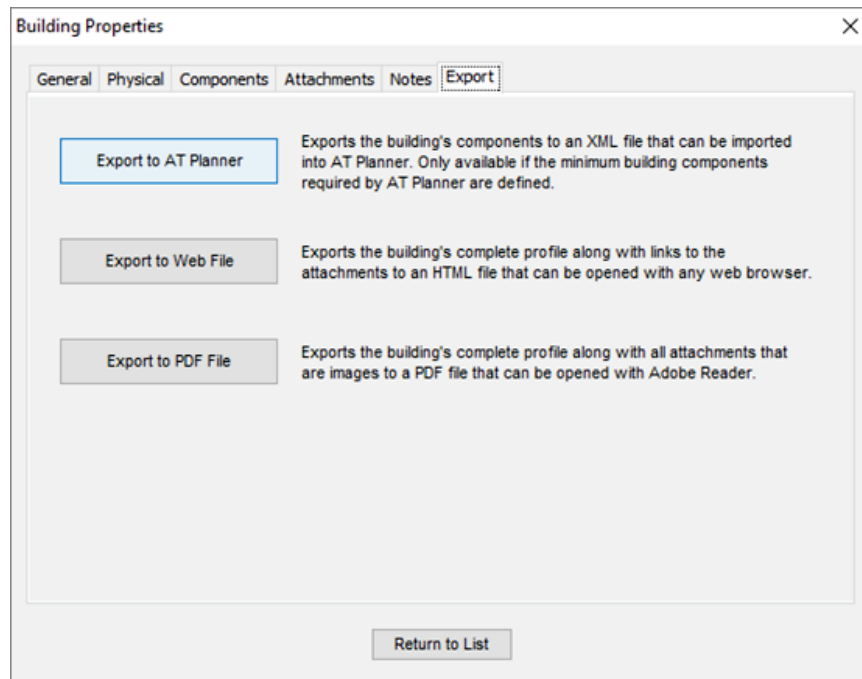 Building Properties
General Physical Components Attachments Notes Export
Export to AT Planner
Exports the building's components to an XML file that can be imported
into AT Planner. Only available if the minimum building components
required by AT Planner are defined.
Export to Web File
Exports the building's complete profile along with links to the
attachments to an HTML file that can be opened with any web browser.
Export to PDF File
Exports the building's complete profile along with all attachments that
are images to a PDF file that can be opened with Adobe Reader.
Return to List